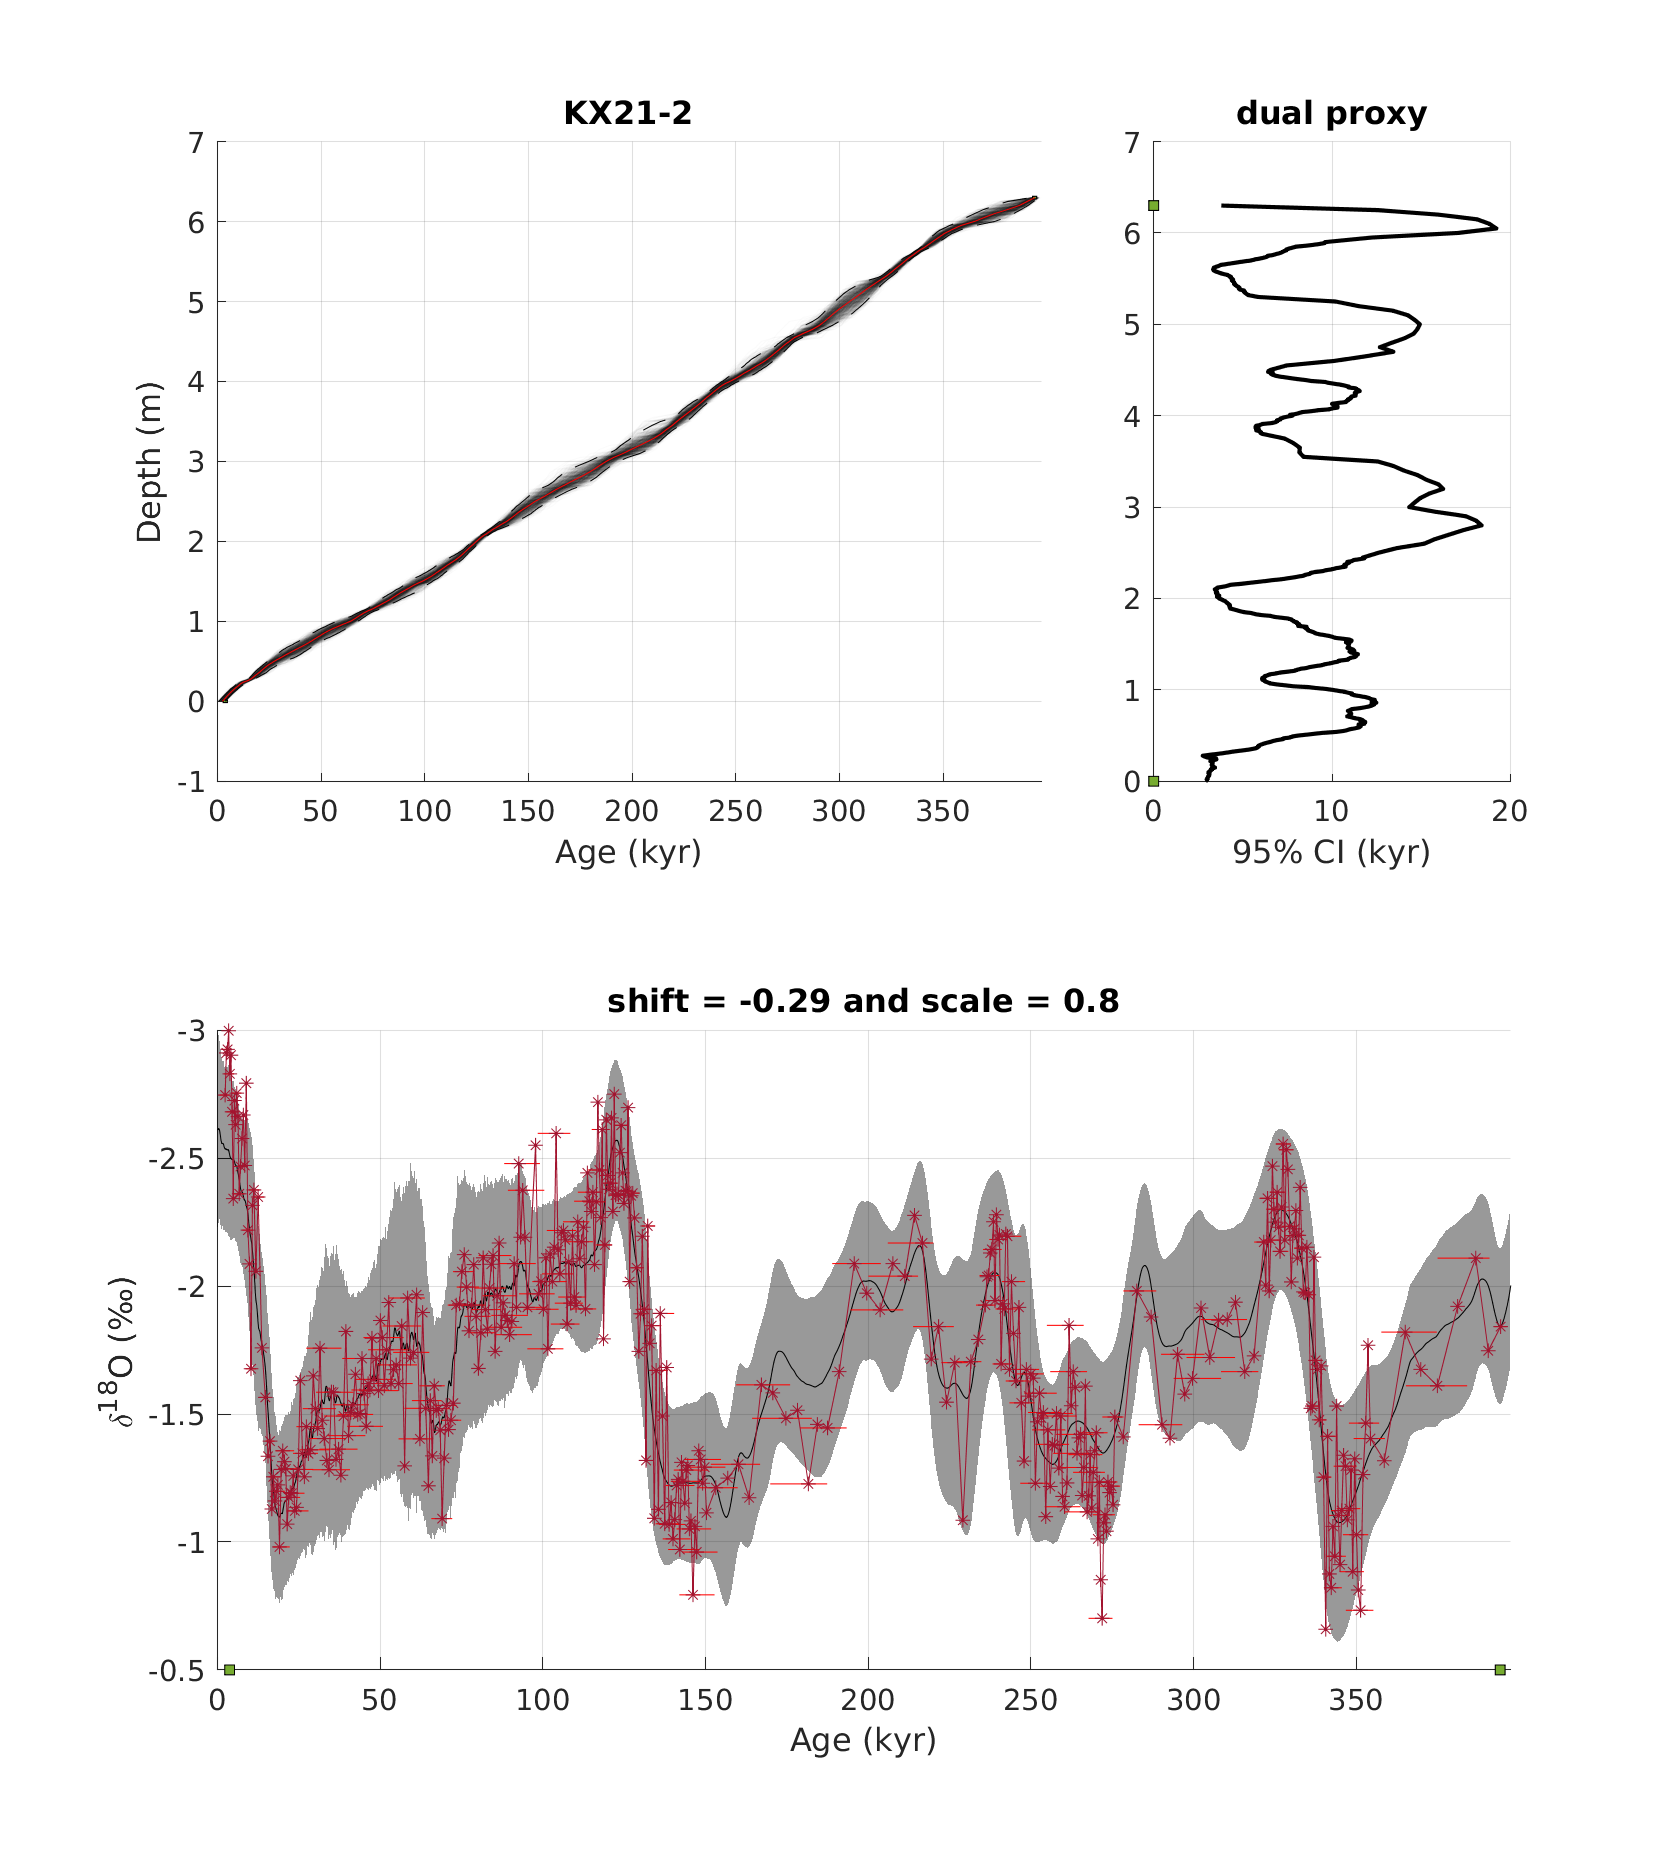 KX21-2
dual proxy
7
6
5
4
3
2
1
0
-1
Depth (m)
0 50 100 150 200 250 300 350
Age (kyr)
7
6
5
4
3
2
1
0
0 10 20
95% CI (kyr)
shift = -0.29 and scale = 0.8
-3
-2.5
-2
-1.5
-1
-0.5
δ18O (‰)
0 50 100 150 200 250 300 350
Age (kyr)